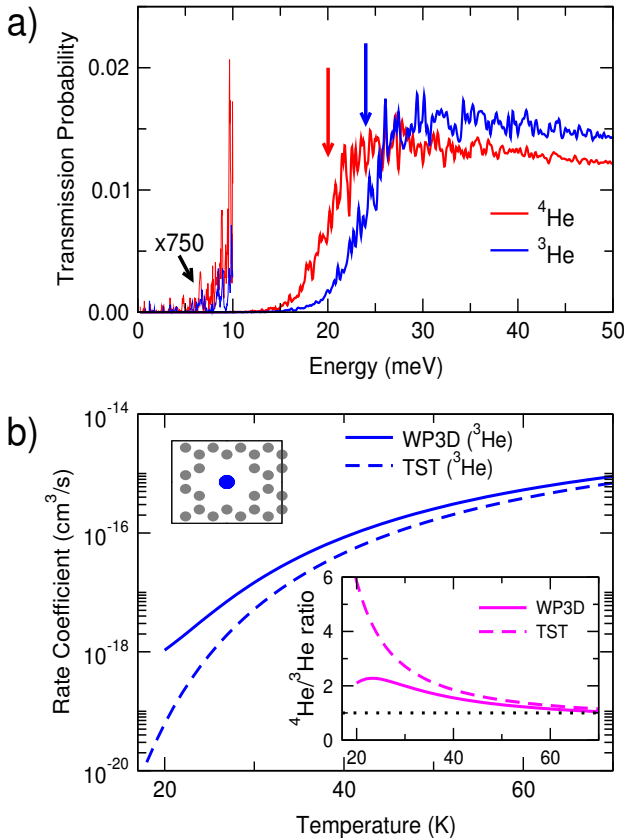 a)
Transmission Probability
0.02
0.01
0.00
x750
⁴He
³He
0 10 20 30 40 50
Energy (meV)
b)
Rate Coefficient (cm³/s)
10⁻¹⁴
10⁻¹⁶
10⁻¹⁸
10⁻²⁰
WP3D (³He)
TST (³He)
⁴He/³He ratio
6
4
2
0
WP3D
TST
20 40 60
20 40 60
Temperature (K)